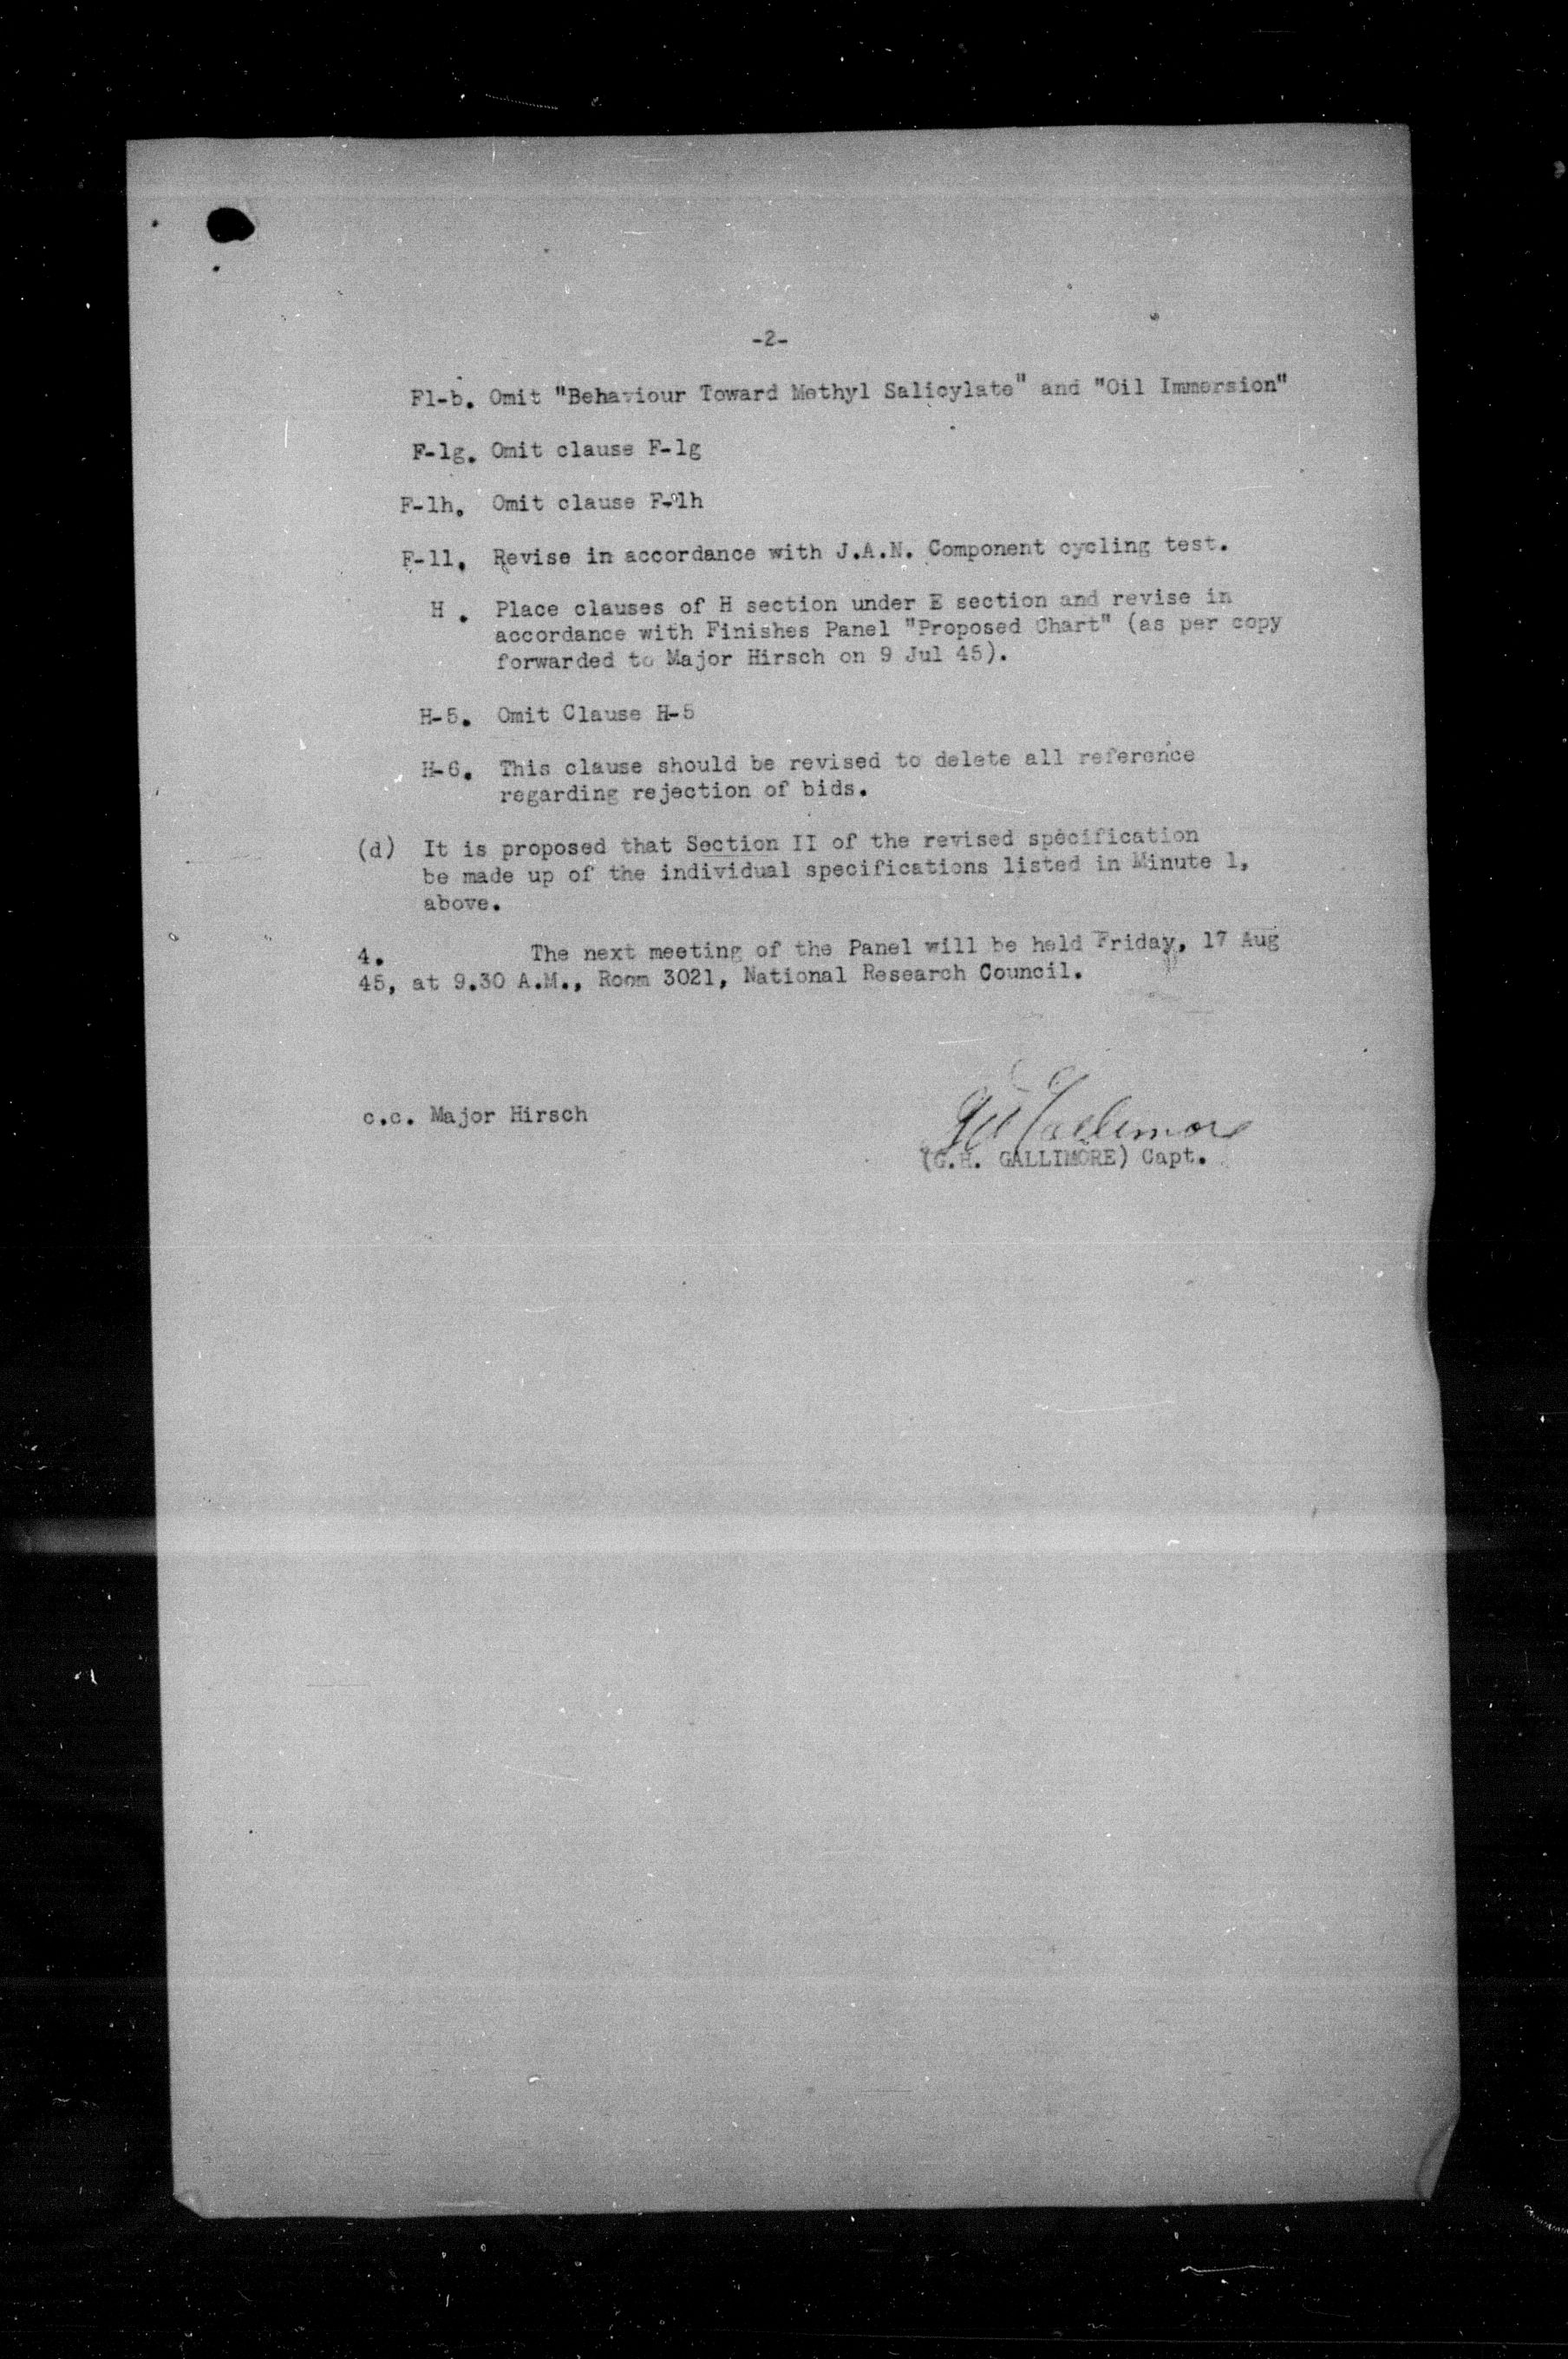 -2-
F1-b. Omit "Behaviour Toward Methyl Salicylate" and "Oil Immersion"
F-1g. Omit clause F-1g
F-1h. Omit clause F-1h
F-11. Revise in accordance with J.A.N. Component cycling test.
H . Place clauses of H section under E section and revise in
accordance with Finishes Panel "Proposed Chart" (as per copy
forwarded to Major Hirsch on 9 Jul 45).
H-5. Omit Clause H-5
H-6. This clause should be revised to delete all reference
regarding rejection of bids.
(d) It is proposed that Section II of the revised specification
be made up of the individual specifications listed in Minute 1,
above.
4. The next meeting of the Panel will be held Friday, 17 Aug
45, at 9.30 A.M., Room 3021, National Research Council.
c.c. Major Hirsch
Gallimore
(G.H. GALLIMORE) Capt.